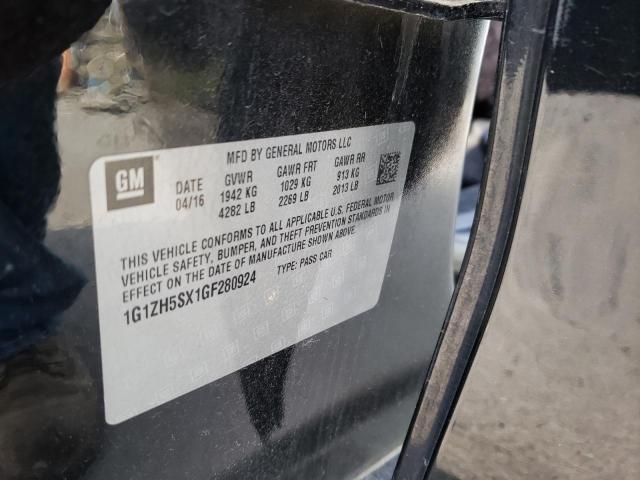 MFD BY GENERAL MOTORS LLC
GM
DATE GVWR GAWR FRT GAWR RR
04/16 1942 KG 1029 KG 913 KG
4282 LB 2269 LB 2013 LB
THIS VEHICLE CONFORMS TO ALL APPLICABLE U.S. FEDERAL MOTOR
VEHICLE SAFETY, BUMPER, AND THEFT PREVENTION STANDARDS IN
EFFECT ON THE DATE OF MANUFACTURE SHOWN ABOVE.
1G1ZH5SX1GF280924 TYPE: PASS CAR